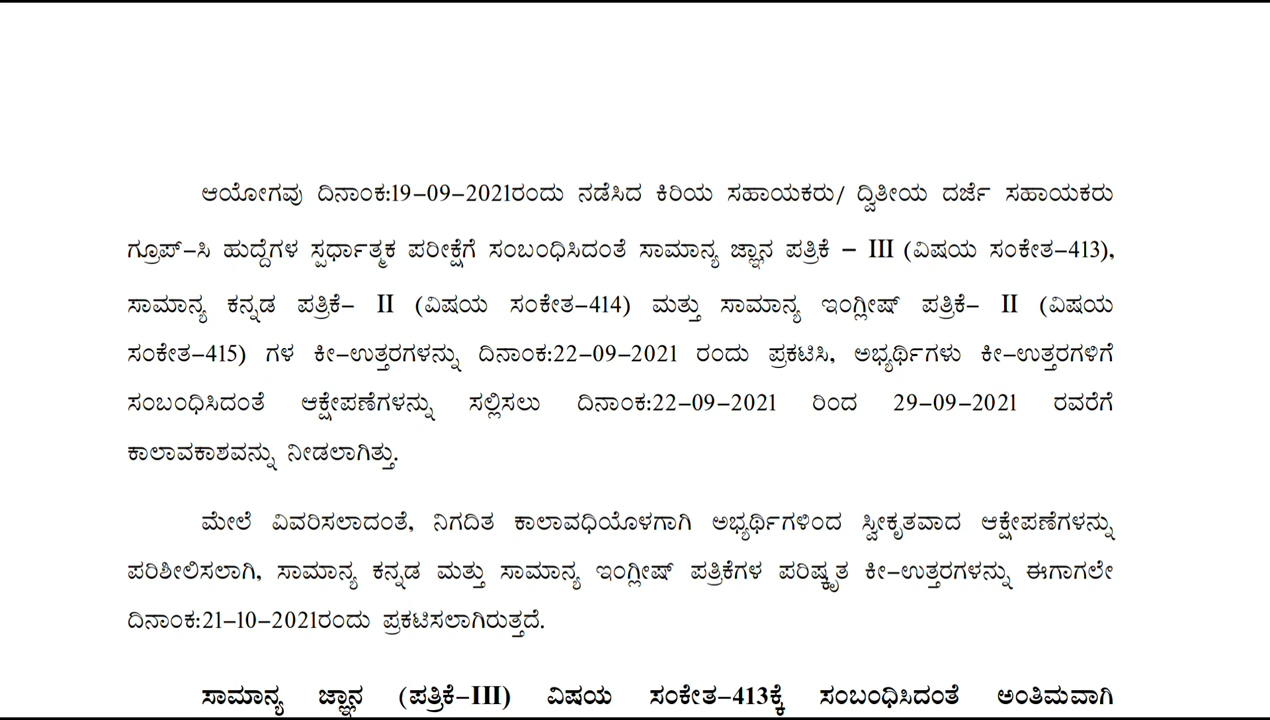 ಆಯೋಗವು ದಿನಾಂಕ:19-09-2021ರಂದು ನಡೆಸಿದ ಕಿರಿಯ ಸಹಾಯಕರು/ ದ್ವಿತೀಯ ದರ್ಜೆ ಸಹಾಯಕರು
ಗ್ರೂಪ್-ಸಿ ಹುದ್ದೆಗಳ ಸ್ಪರ್ಧಾತ್ಮಕ ಪರೀಕ್ಷೆಗೆ ಸಂಬಂಧಿಸಿದಂತೆ ಸಾಮಾನ್ಯ ಜ್ಞಾನ ಪತ್ರಿಕೆ – III (ವಿಷಯ ಸಂಕೇತ-413),
ಸಾಮಾನ್ಯ ಕನ್ನಡ ಪತ್ರಿಕೆ– II (ವಿಷಯ ಸಂಕೇತ-414) ಮತ್ತು ಸಾಮಾನ್ಯ ಇಂಗ್ಲೀಷ್ ಪತ್ರಿಕೆ– II (ವಿಷಯ
ಸಂಕೇತ-415) ಗಳ ಕೀ-ಉತ್ತರಗಳನ್ನು ದಿನಾಂಕ:22-09-2021 ರಂದು ಪ್ರಕಟಿಸಿ, ಅಭ್ಯರ್ಥಿಗಳು ಕೀ-ಉತ್ತರಗಳಿಗೆ
ಸಂಬಂಧಿಸಿದಂತೆ ಆಕ್ಷೇಪಣೆಗಳನ್ನು ಸಲ್ಲಿಸಲು ದಿನಾಂಕ:22-09-2021 ರಿಂದ 29-09-2021 ರವರೆಗೆ
ಕಾಲಾವಕಾಶವನ್ನು ನೀಡಲಾಗಿತ್ತು.
ಮೇಲೆ ವಿವರಿಸಲಾದಂತೆ, ನಿಗದಿತ ಕಾಲಾವಧಿಯೊಳಗಾಗಿ ಅಭ್ಯರ್ಥಿಗಳಿಂದ ಸ್ವೀಕೃತವಾದ ಆಕ್ಷೇಪಣೆಗಳನ್ನು
ಪರಿಶೀಲಿಸಲಾಗಿ, ಸಾಮಾನ್ಯ ಕನ್ನಡ ಮತ್ತು ಸಾಮಾನ್ಯ ಇಂಗ್ಲೀಷ್ ಪತ್ರಿಕೆಗಳ ಪರಿಷ್ಕೃತ ಕೀ-ಉತ್ತರಗಳನ್ನು ಈಗಾಗಲೇ
ದಿನಾಂಕ:21-10-2021ರಂದು ಪ್ರಕಟಿಸಲಾಗಿರುತ್ತದೆ.
ಸಾಮಾನ್ಯ ಜ್ಞಾನ (ಪತ್ರಿಕೆ-III) ವಿಷಯ ಸಂಕೇತ-413ಕ್ಕೆ ಸಂಬಂಧಿಸಿದಂತೆ ಅಂತಿಮವಾಗಿ